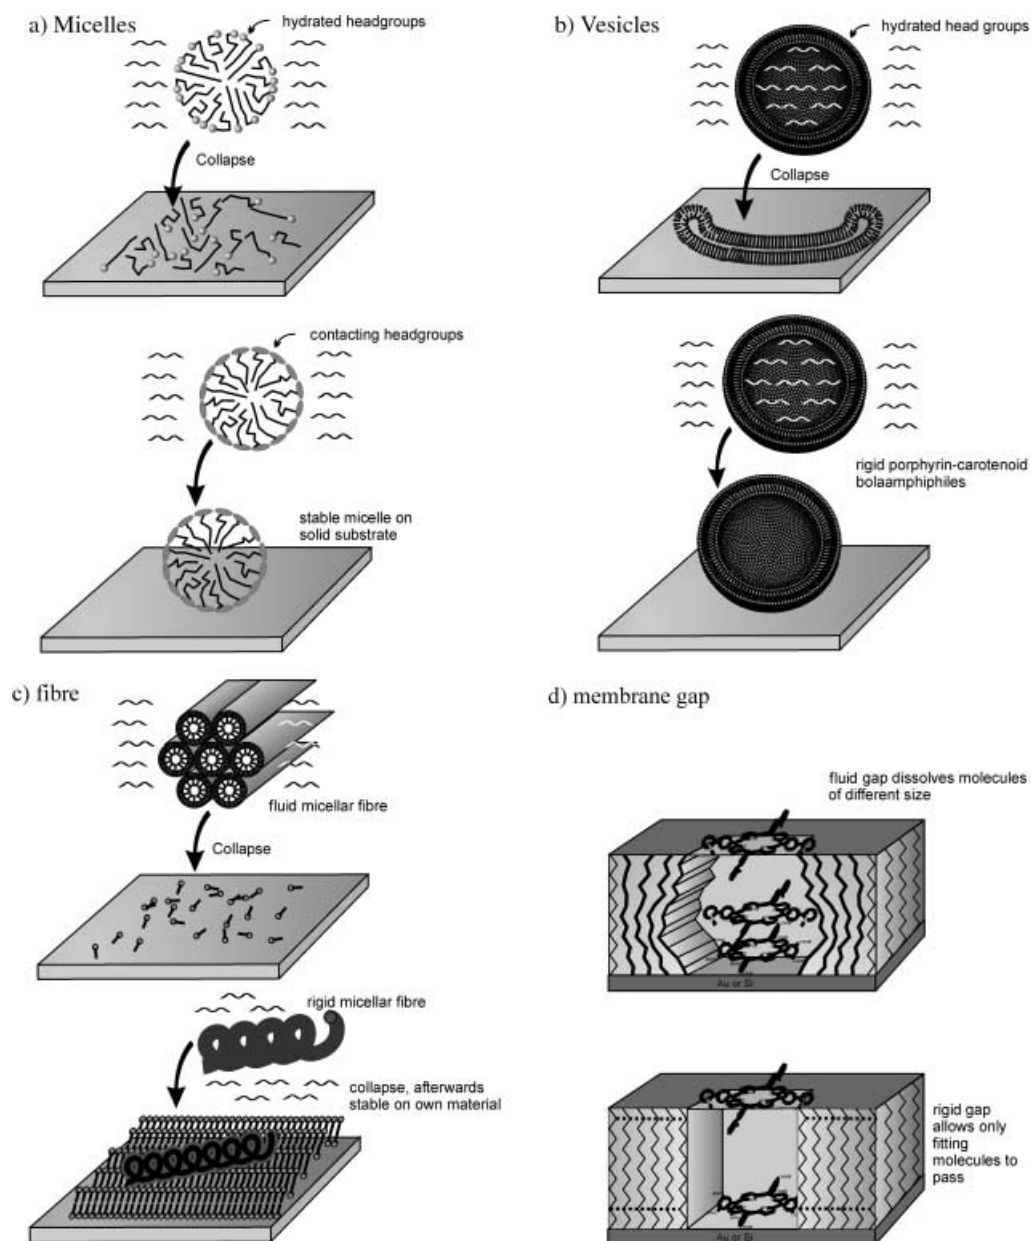 a) Micelles
hydrated headgroups
Collapse
contacting headgroups
stable micelle on
solid substrate
b) Vesicles
hydrated head groups
Collapse
rigid porphyrin-carotenoid
bolaamphiphiles
c) fibre
fluid micellar fibre
Collapse
rigid micellar fibre
collapse, afterwards
stable on own material
d) membrane gap
fluid gap dissolves molecules
of different size
Au or Si
rigid gap
allows only
fitting
molecules to
pass
Au or Si